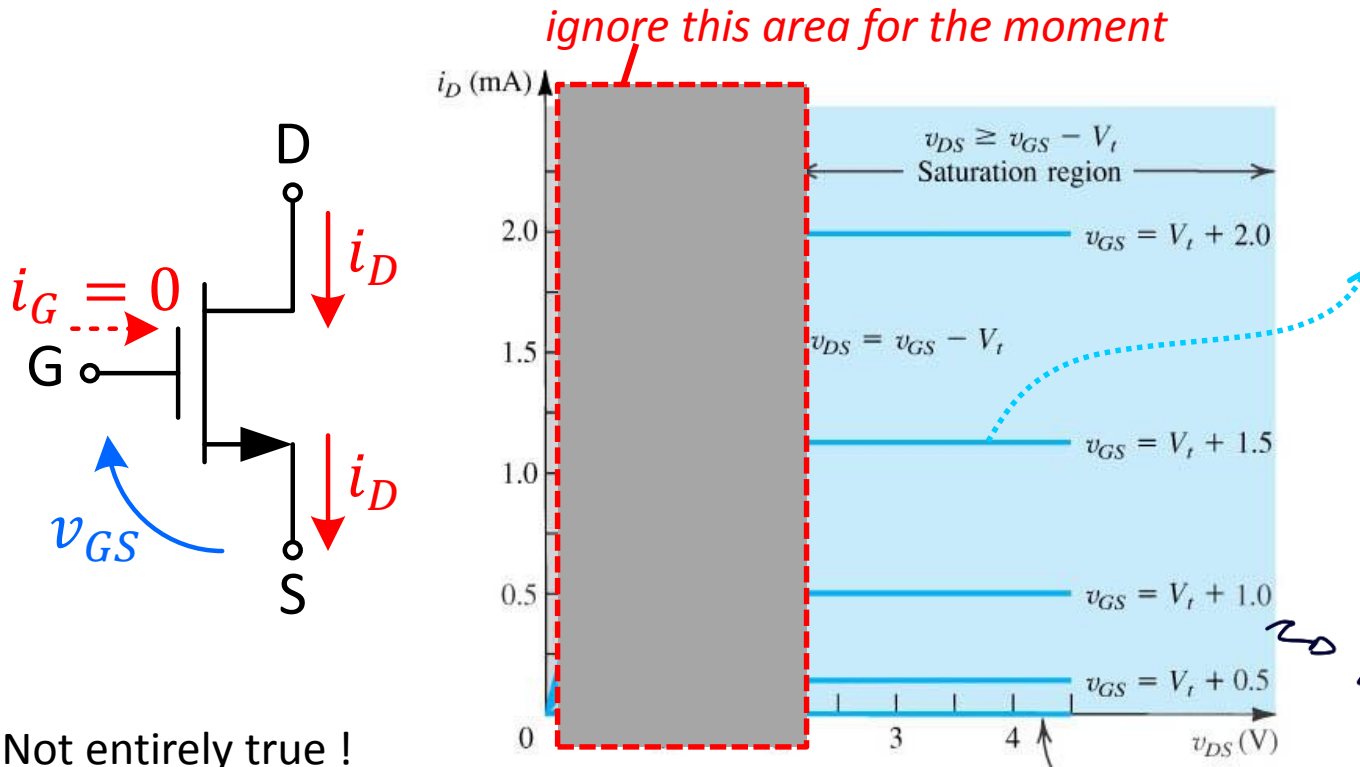 ignore this area for the moment
i_D (mA)
D
v_DS ≥ v_GS − V_t
Saturation region
2.0
v_GS = V_t + 2.0
i_D
i_G = 0
G
1.5
v_DS = v_GS − V_t
v_GS = V_t + 1.5
1.0
i_D
v_GS
S
0.5
v_GS = V_t + 1.0
v_GS = V_t + 0.5
0
3
4
v_DS (V)
Not entirely true !